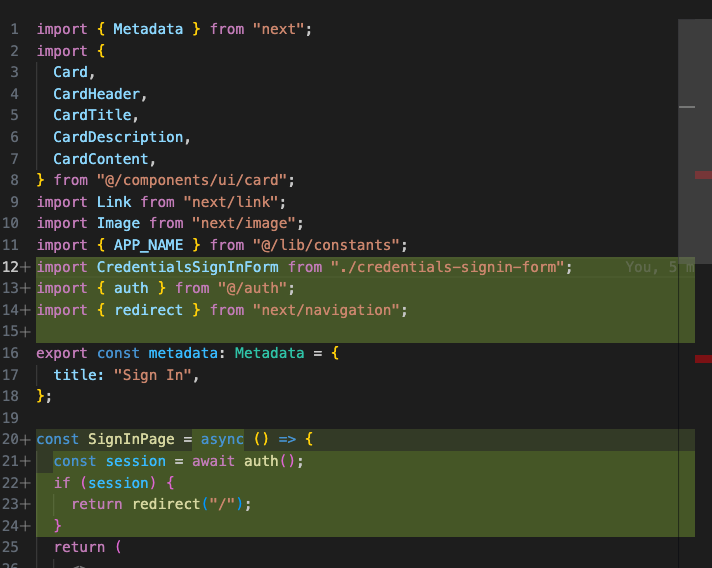 1 import { Metadata } from "next";
2 import {
3 Card,
4 CardHeader,
5 CardTitle,
6 CardDescription,
7 CardContent,
8 } from "@/components/ui/card";
9 import Link from "next/link";
10 import Image from "next/image";
11 import { APP_NAME } from "@/lib/constants";
12+ import CredentialsSignInForm from "./credentials-signin-form"; You, 5 m
13+ import { auth } from "@/auth";
14+ import { redirect } from "next/navigation";
15+
16 export const metadata: Metadata = {
17 title: "Sign In",
18 };
19
20+ const SignInPage = async () => {
21+ const session = await auth();
22+ if (session) {
23+ return redirect("/");
24+ }
25 return (
26 <>